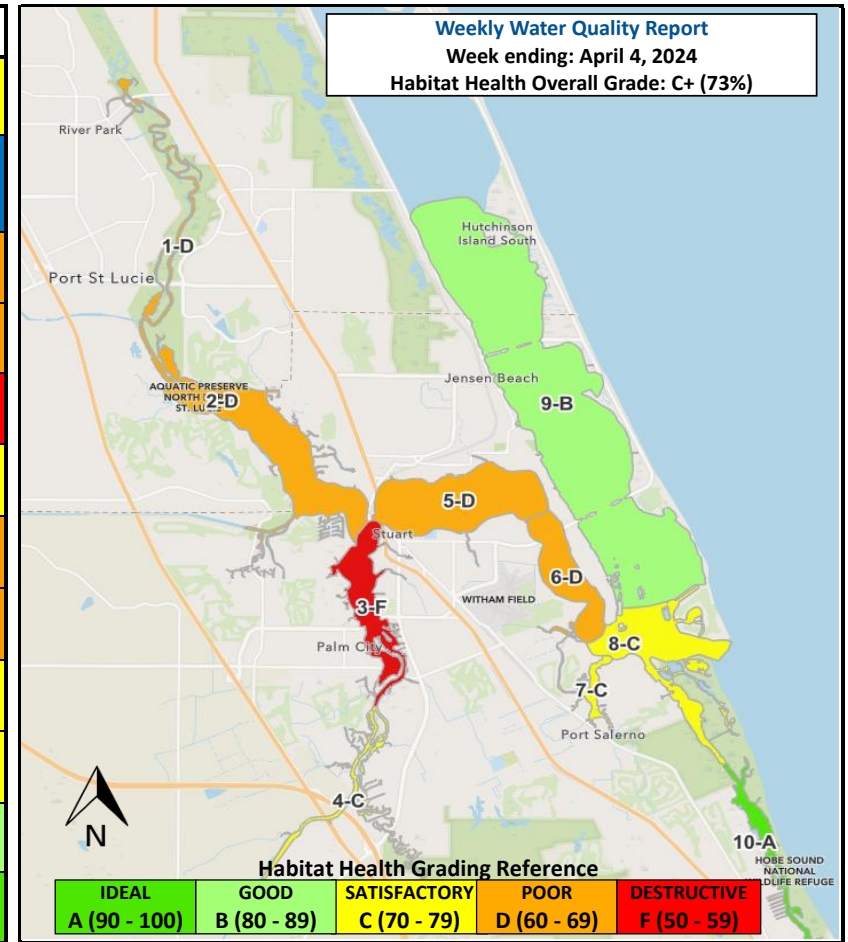 Weekly Water Quality Report
Week ending: April 4, 2024
Habitat Health Overall Grade: C+ (73%)
River Park
Hutchinson
Island South
1-D
Port St Lucie
Jensen Beach
AQUATIC PRESERVE
NORTH
ST. LU
2-D
9-B
5-D
Stuart
6-D
WITHAM FIELD
3-F
Palm City
8-C
7-C
Port Salerno
4-C
N
10-A
HOBE SOUND
NATIONAL
WILDLIFE REFUGE
Habitat Health Grading Reference
IDEAL GOOD SATISFACTORY POOR DESTRUCTIVE
A (90 - 100) B (80 - 89) C (70 - 79) D (60 - 69) F (50 - 59)